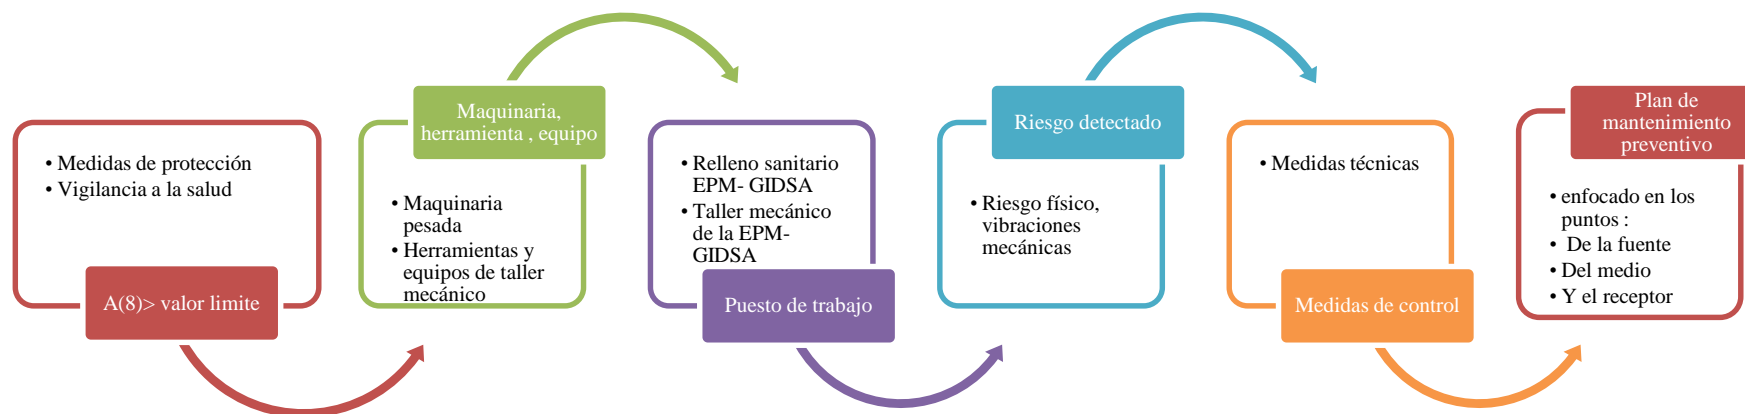 • Medidas de protección
• Vigilancia a la salud
A(8)> valor limite
Maquinaria,
herramienta , equipo
• Maquinaria
pesada
• Herramientas y
equipos de taller
mecánico
• Relleno sanitario
EPM- GIDSA
• Taller mecánico
de la EPM-
GIDSA
Puesto de trabajo
Riesgo detectado
• Riesgo físico,
vibraciones
mecánicas
• Medidas técnicas
Medidas de control
Plan de
mantenimiento
preventivo
• enfocado en los
puntos :
• De la fuente
• Del medio
• Y el receptor